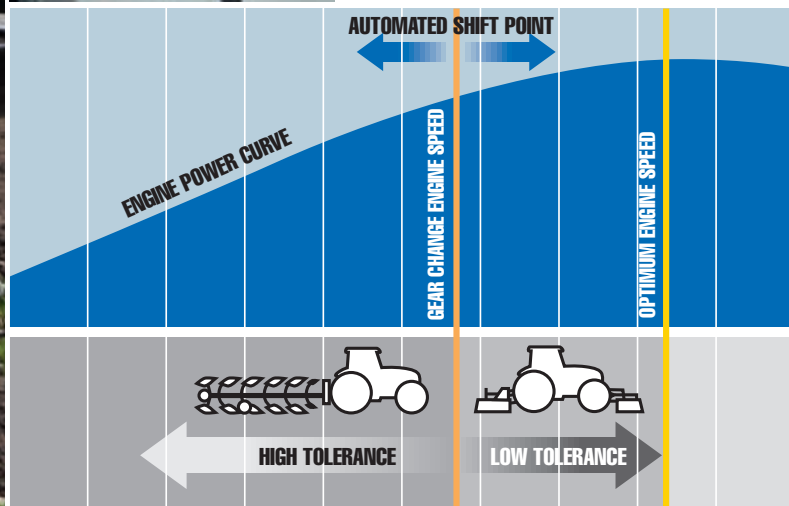 AUTOMATED SHIFT POINT
ENGINE POWER CURVE
GEAR CHANGE ENGINE SPEED
OPTIMUM ENGINE SPEED
HIGH TOLERANCE
LOW TOLERANCE